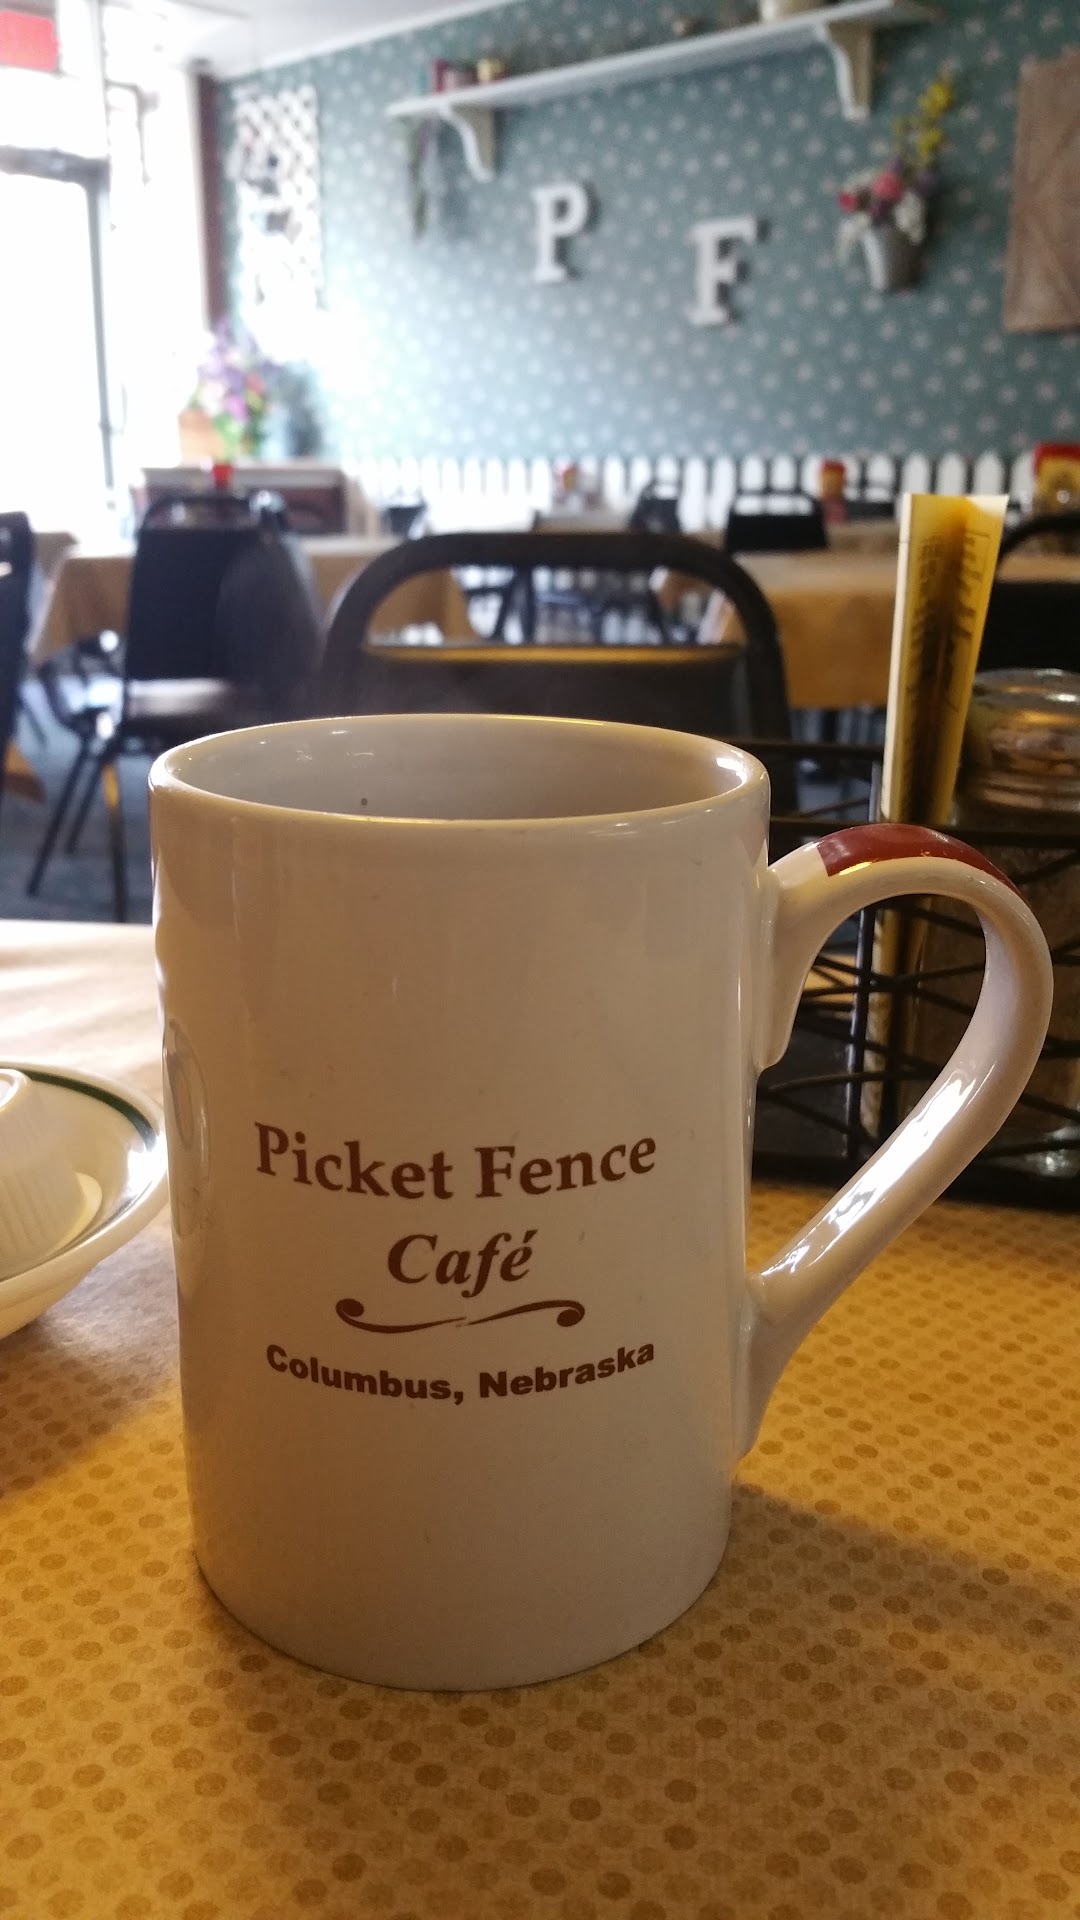 P F
Picket Fence
Café
Columbus, Nebraska